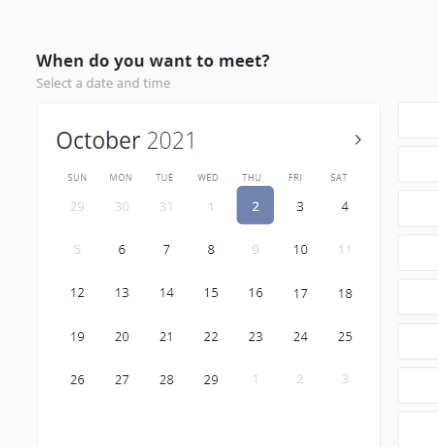 When do you want to meet?
Select a date and time
October 2021 >
SUN MON TUE WED THU FRI SAT
29 30 31 1 2 3 4
5 6 7 8 9 10 11
12 13 14 15 16 17 18
19 20 21 22 23 24 25
26 27 28 29 1 2 3